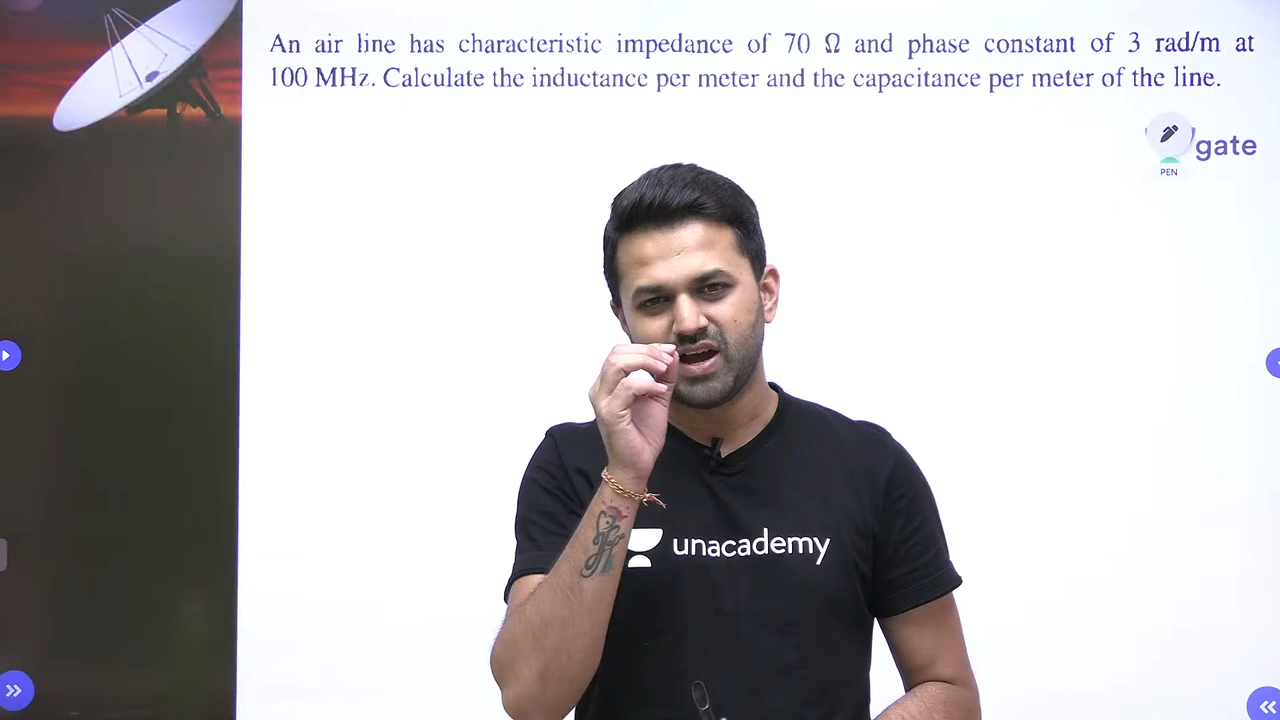 An air line has characteristic impedance of 70 Ω and phase constant of 3 rad/m at
100 MHz. Calculate the inductance per meter and the capacitance per meter of the line.
gate
PEN
unacademy